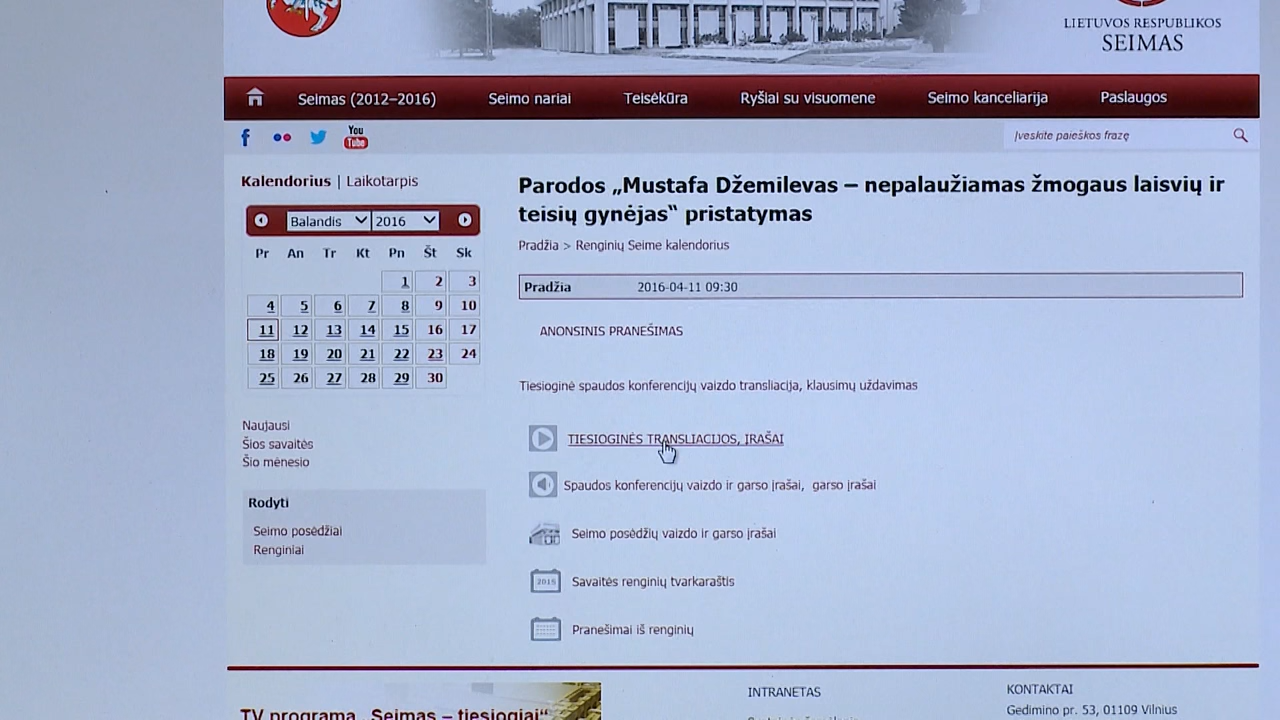 LIETUVOS RESPUBLIKOS
SEIMAS
Seimas (2012–2016) Seimo nariai Teisėkūra Ryšiai su visuomene Seimo kanceliarija Paslaugos
f You Tube
Įveskite paieškos frazę
Kalendorius | Laikotarpis
Balandis 2016
Pr An Tr Kt Pn Št Sk
1 2 3
4 5 6 7 8 9 10
11 12 13 14 15 16 17
18 19 20 21 22 23 24
25 26 27 28 29 30
Naujausi
Šios savaitės
Šio mėnesio
Rodyti
Seimo posėdžiai
Renginiai
Parodos „Mustafa Džemilevas – nepalaužiamas žmogaus laisvių ir
teisių gynėjas“ pristatymas
Pradžia > Renginių Seime kalendorius
Pradžia 2016-04-11 09:30
ANONSINIS PRANEŠIMAS
Tiesioginė spaudos konferencijų vaizdo transliacija, klausimų uždavimas
TIESIOGINĖS TRANSLIACIJOS, ĮRAŠAI
Spaudos konferencijų vaizdo ir garso įrašai, garso įrašai
Seimo posėdžių vaizdo ir garso įrašai
Savaitės renginių tvarkaraštis
Pranešimai iš renginių
TV programa „Seimas – tiesiogiai“
INTRANETAS
KONTAKTAI
Gedimino pr. 53, 01109 Vilnius